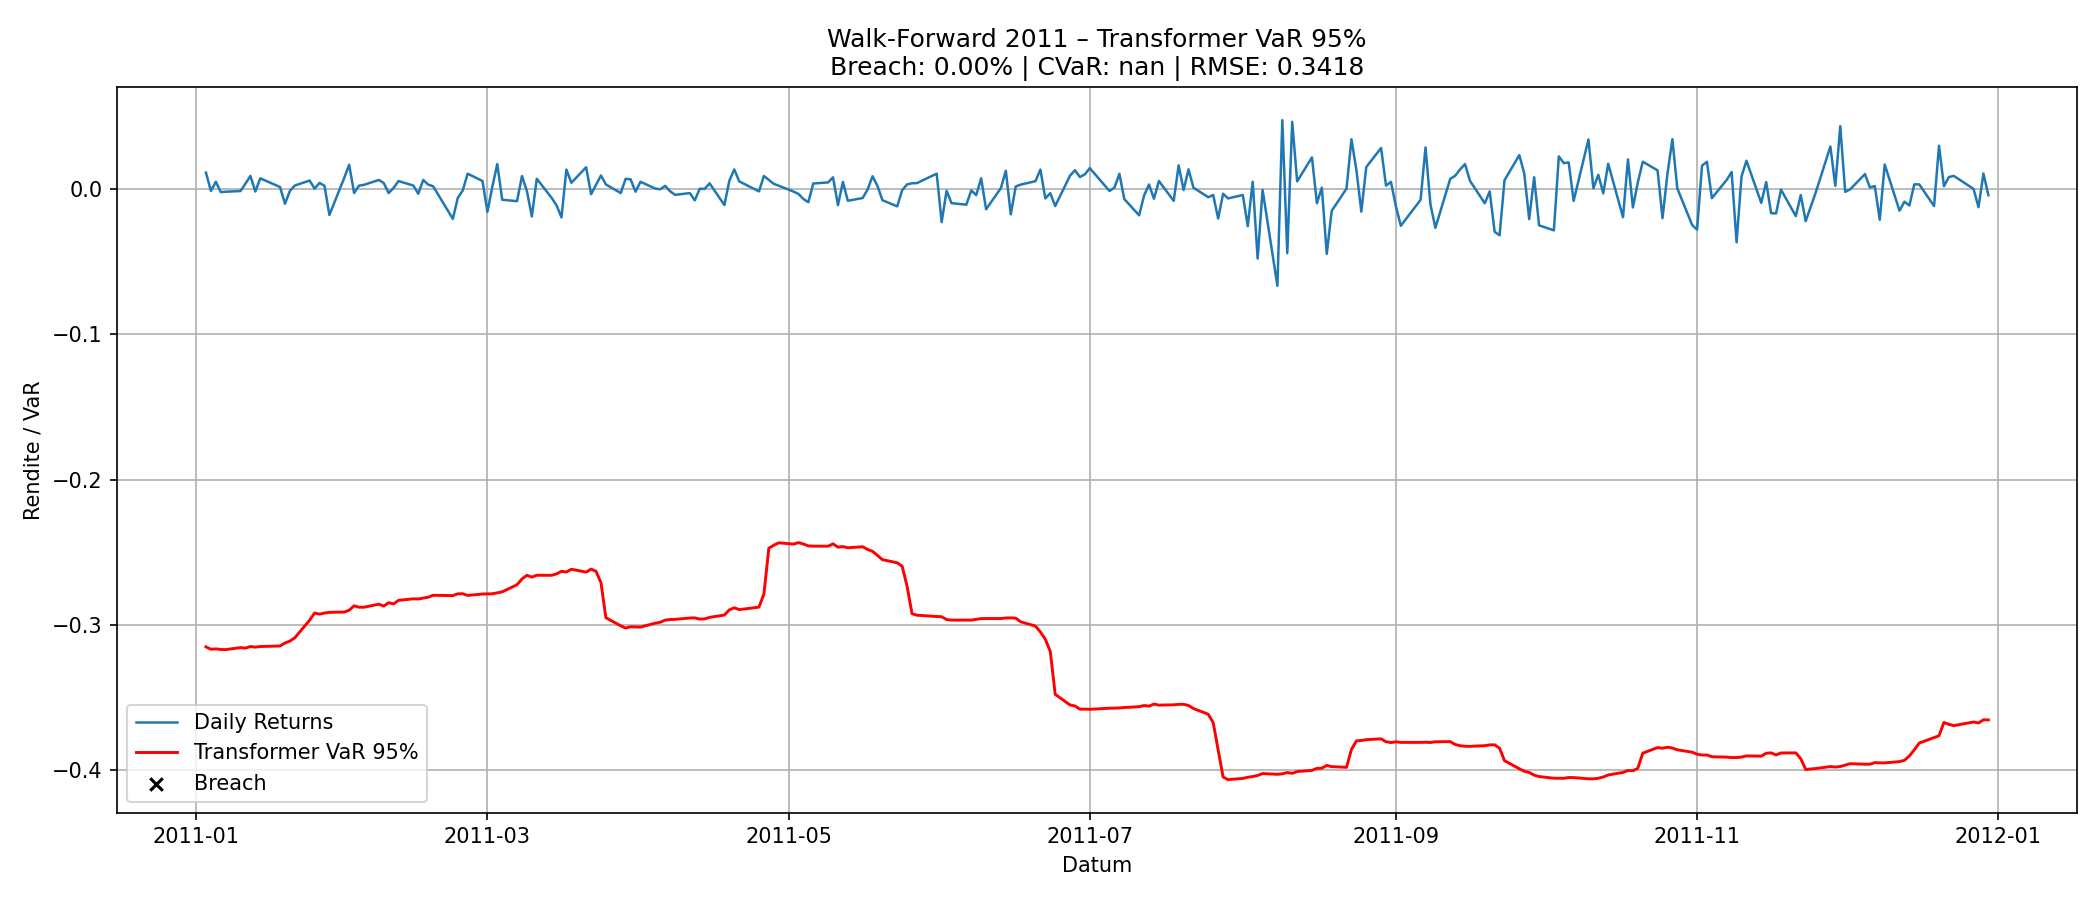 Walk-Forward 2011 – Transformer VaR 95%
Breach: 0.00% | CVaR: nan | RMSE: 0.3418
Rendite / VaR
0.0
−0.1
−0.2
−0.3
−0.4
Daily Returns
Transformer VaR 95%
Breach
2011-01
2011-03
2011-05
2011-07
2011-09
2011-11
2012-01
Datum